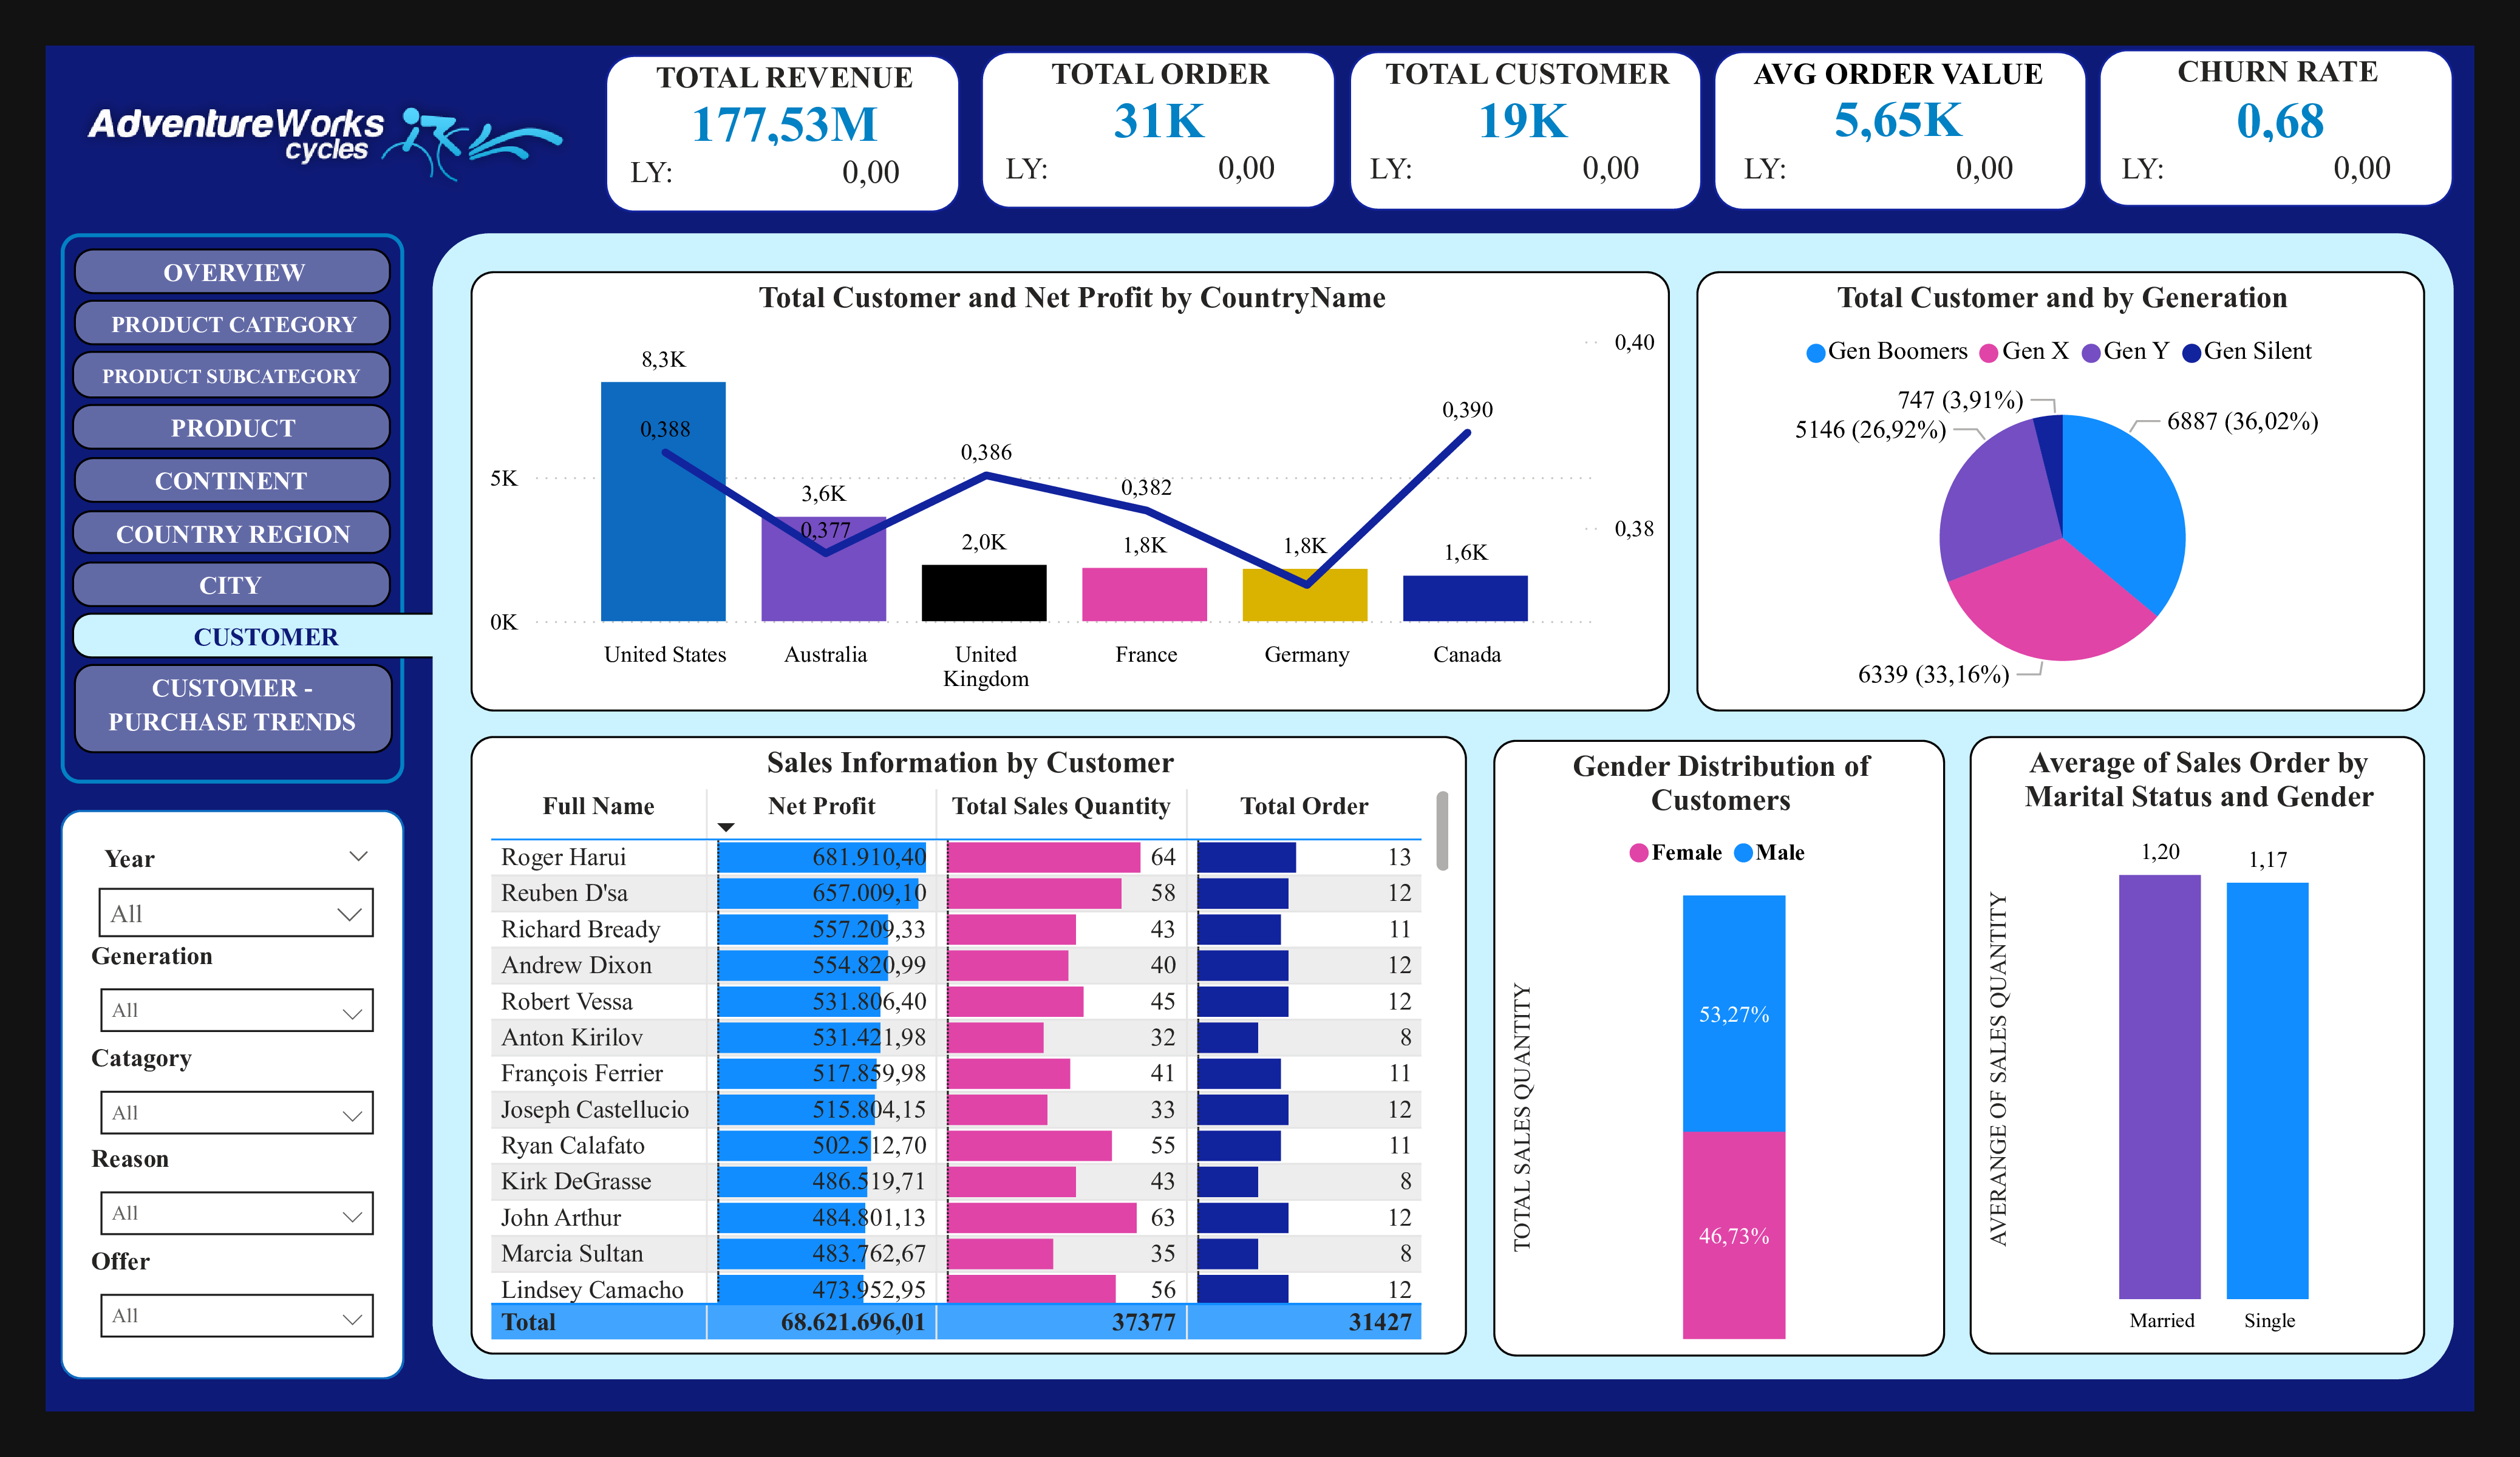 AdventureWorks
cycles
TOTAL REVENUE
177,53M
LY: 0,00
TOTAL ORDER
31K
LY: 0,00
TOTAL CUSTOMER
19K
LY: 0,00
AVG ORDER VALUE
5,65K
LY: 0,00
CHURN RATE
0,68
LY: 0,00
OVERVIEW
PRODUCT CATEGORY
PRODUCT SUBCATEGORY
PRODUCT
CONTINENT
COUNTRY REGION
CITY
CUSTOMER
CUSTOMER -
PURCHASE TRENDS
Year
All
Generation
All
Catagory
All
Reason
All
Offer
All
Total Customer and Net Profit by CountryName
0,40
8,3K
0,388
0,390
0,386
5K
3,6K
0,382
0,377
0,38
2,0K
1,8K
1,8K
1,6K
0K
United States
Australia
United
Kingdom
France
Germany
Canada
Total Customer and by Generation
Gen Boomers Gen X Gen Y Gen Silent
747 (3,91%)
5146 (26,92%)
6887 (36,02%)
6339 (33,16%)
Sales Information by Customer
Full Name Net Profit Total Sales Quantity Total Order
Roger Harui 681.910,40 64 13
Reuben D'sa 657.009,10 58 12
Richard Bready 557.209,33 43 11
Andrew Dixon 554.820,99 40 12
Robert Vessa 531.806,40 45 12
Anton Kirilov 531.421,98 32 8
François Ferrier 517.859,98 41 11
Joseph Castellucio 515.804,15 33 12
Ryan Calafato 502.512,70 55 11
Kirk DeGrasse 486.519,71 43 8
John Arthur 484.801,13 63 12
Marcia Sultan 483.762,67 35 8
Lindsey Camacho 473.952,95 56 12
Total 68.621.696,01 37377 31427
Gender Distribution of
Customers
Female Male
TOTAL SALES QUANTITY
53,27%
46,73%
Average of Sales Order by
Marital Status and Gender
AVERANGE OF SALES QUANTITY
1,20
1,17
Married
Single